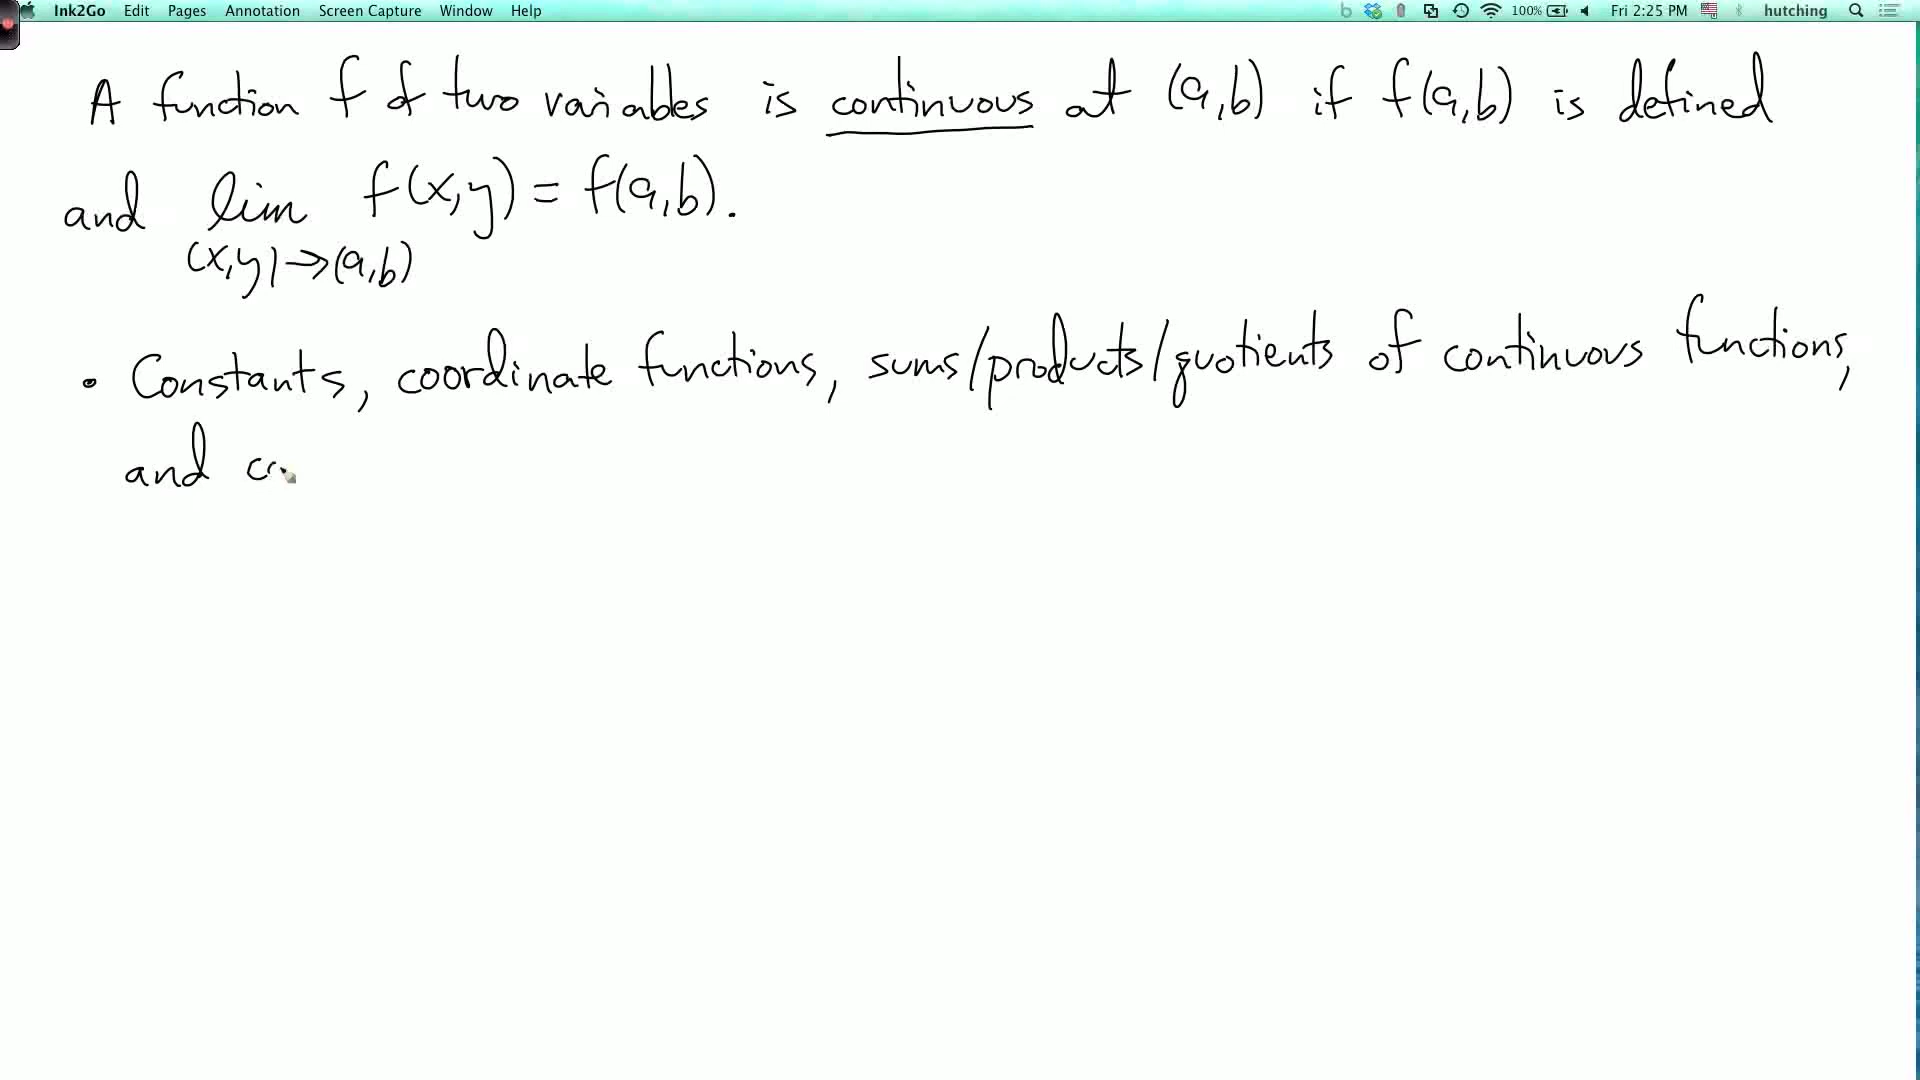 Ink2Go Edit Pages Annotation Screen Capture Window Help 100% Fri 2:25 PM hutching
A function f of two variables is continuous at (a,b) if f(a,b) is defined
and lim f(x,y) = f(a,b).
(x,y)→(a,b)
• Constants, coordinate functions, sums/products/quotients of continuous functions,
and co